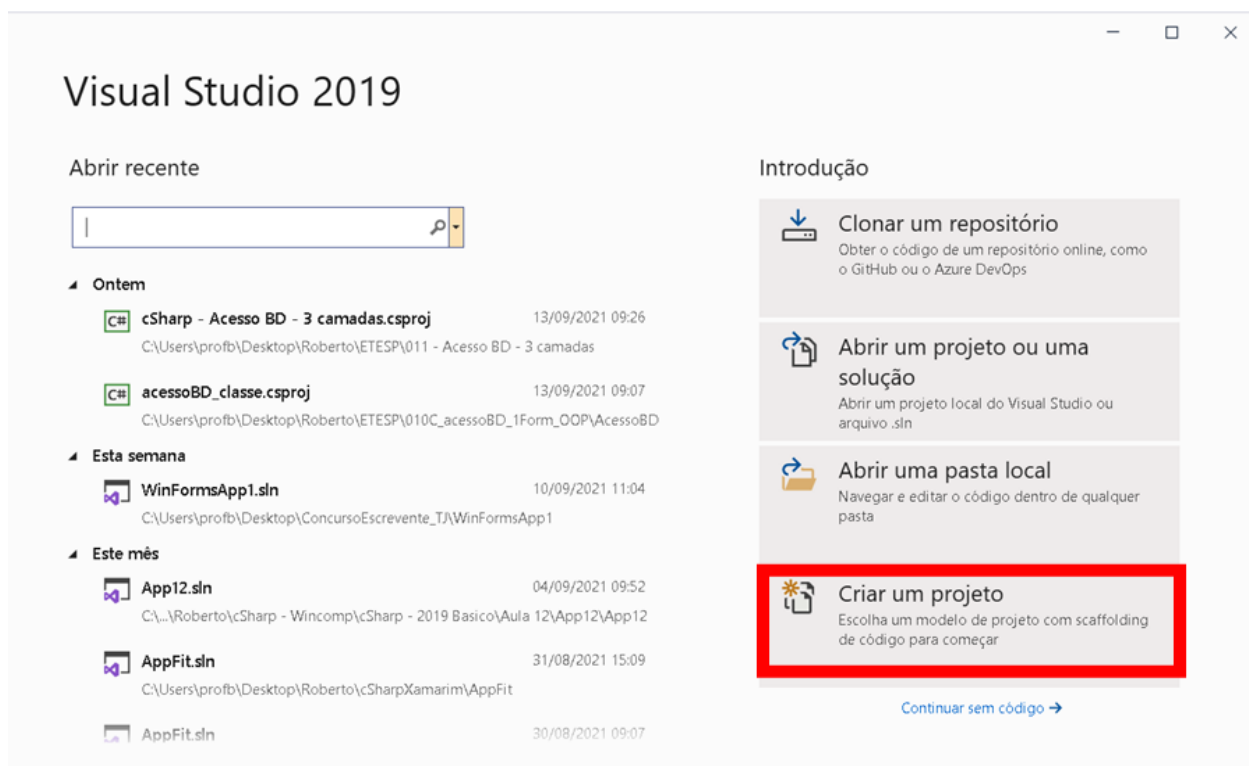 Visual Studio 2019
Abrir recente
Ontem
C# cSharp - Acesso BD - 3 camadas.csproj 13/09/2021 09:26
C:\Users\profb\Desktop\Roberto\ETESP\011 - Acesso BD - 3 camadas
C# acessoBD_classe.csproj 13/09/2021 09:07
C:\Users\profb\Desktop\Roberto\ETESP\010C_acessoBD_1Form_OOP\AcessoBD
Esta semana
WinFormsApp1.sln 10/09/2021 11:04
C:\Users\profb\Desktop\ConcursoEscrevente_TJ\WinFormsApp1
Este mês
App12.sln 04/09/2021 09:52
C:\...\Roberto\cSharp - Wincomp\cSharp - 2019 Basico\Aula 12\App12\App12
AppFit.sln 31/08/2021 15:09
C:\Users\profb\Desktop\Roberto\cSharpXamarim\AppFit
AppFit.sln 30/08/2021 09:07
Introdução
Clonar um repositório
Obter o código de um repositório online, como
o GitHub ou o Azure DevOps
Abrir um projeto ou uma
solução
Abrir um projeto local do Visual Studio ou
arquivo .sln
Abrir uma pasta local
Navegar e editar o código dentro de qualquer
pasta
Criar um projeto
Escolha um modelo de projeto com scaffolding
de código para começar
Continuar sem código →